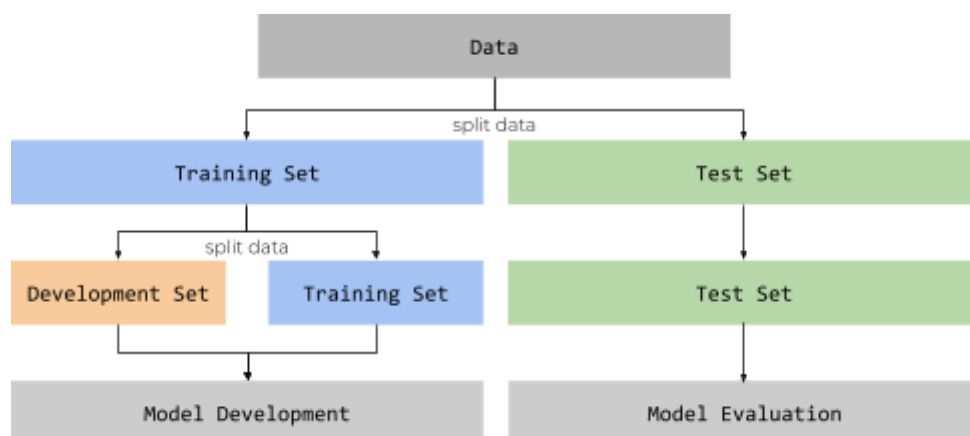 Data
split data
Training Set
Test Set
split data
Development Set
Training Set
Test Set
Model Development
Model Evaluation